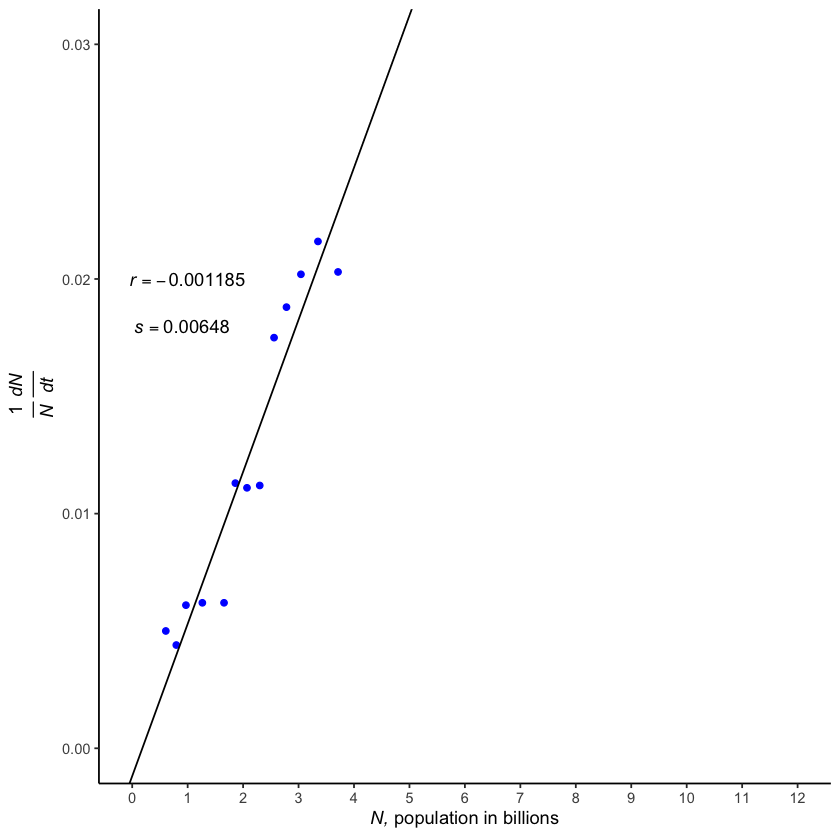 0.03
0.02
0.01
0.00
r = −0.001185
s = 0.00648
1 dN
N dt
0 1 2 3 4 5 6 7 8 9 10 11 12
N, population in billions